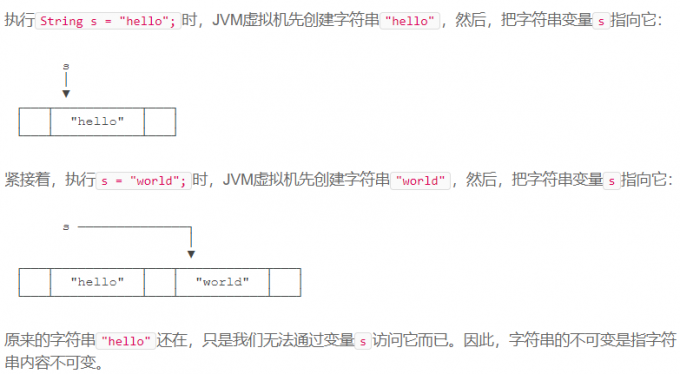 执行String s = "hello";时，JVM虚拟机先创建字符串"hello"，然后，把字符串变量s指向它：
s
"hello"
紧接着，执行s = "world";时，JVM虚拟机先创建字符串"world"，然后，把字符串变量s指向它：
s
"hello" "world"
原来的字符串"hello"还在，只是我们无法通过变量s访问它而已。因此，字符串的不可变是指字符
串内容不可变。